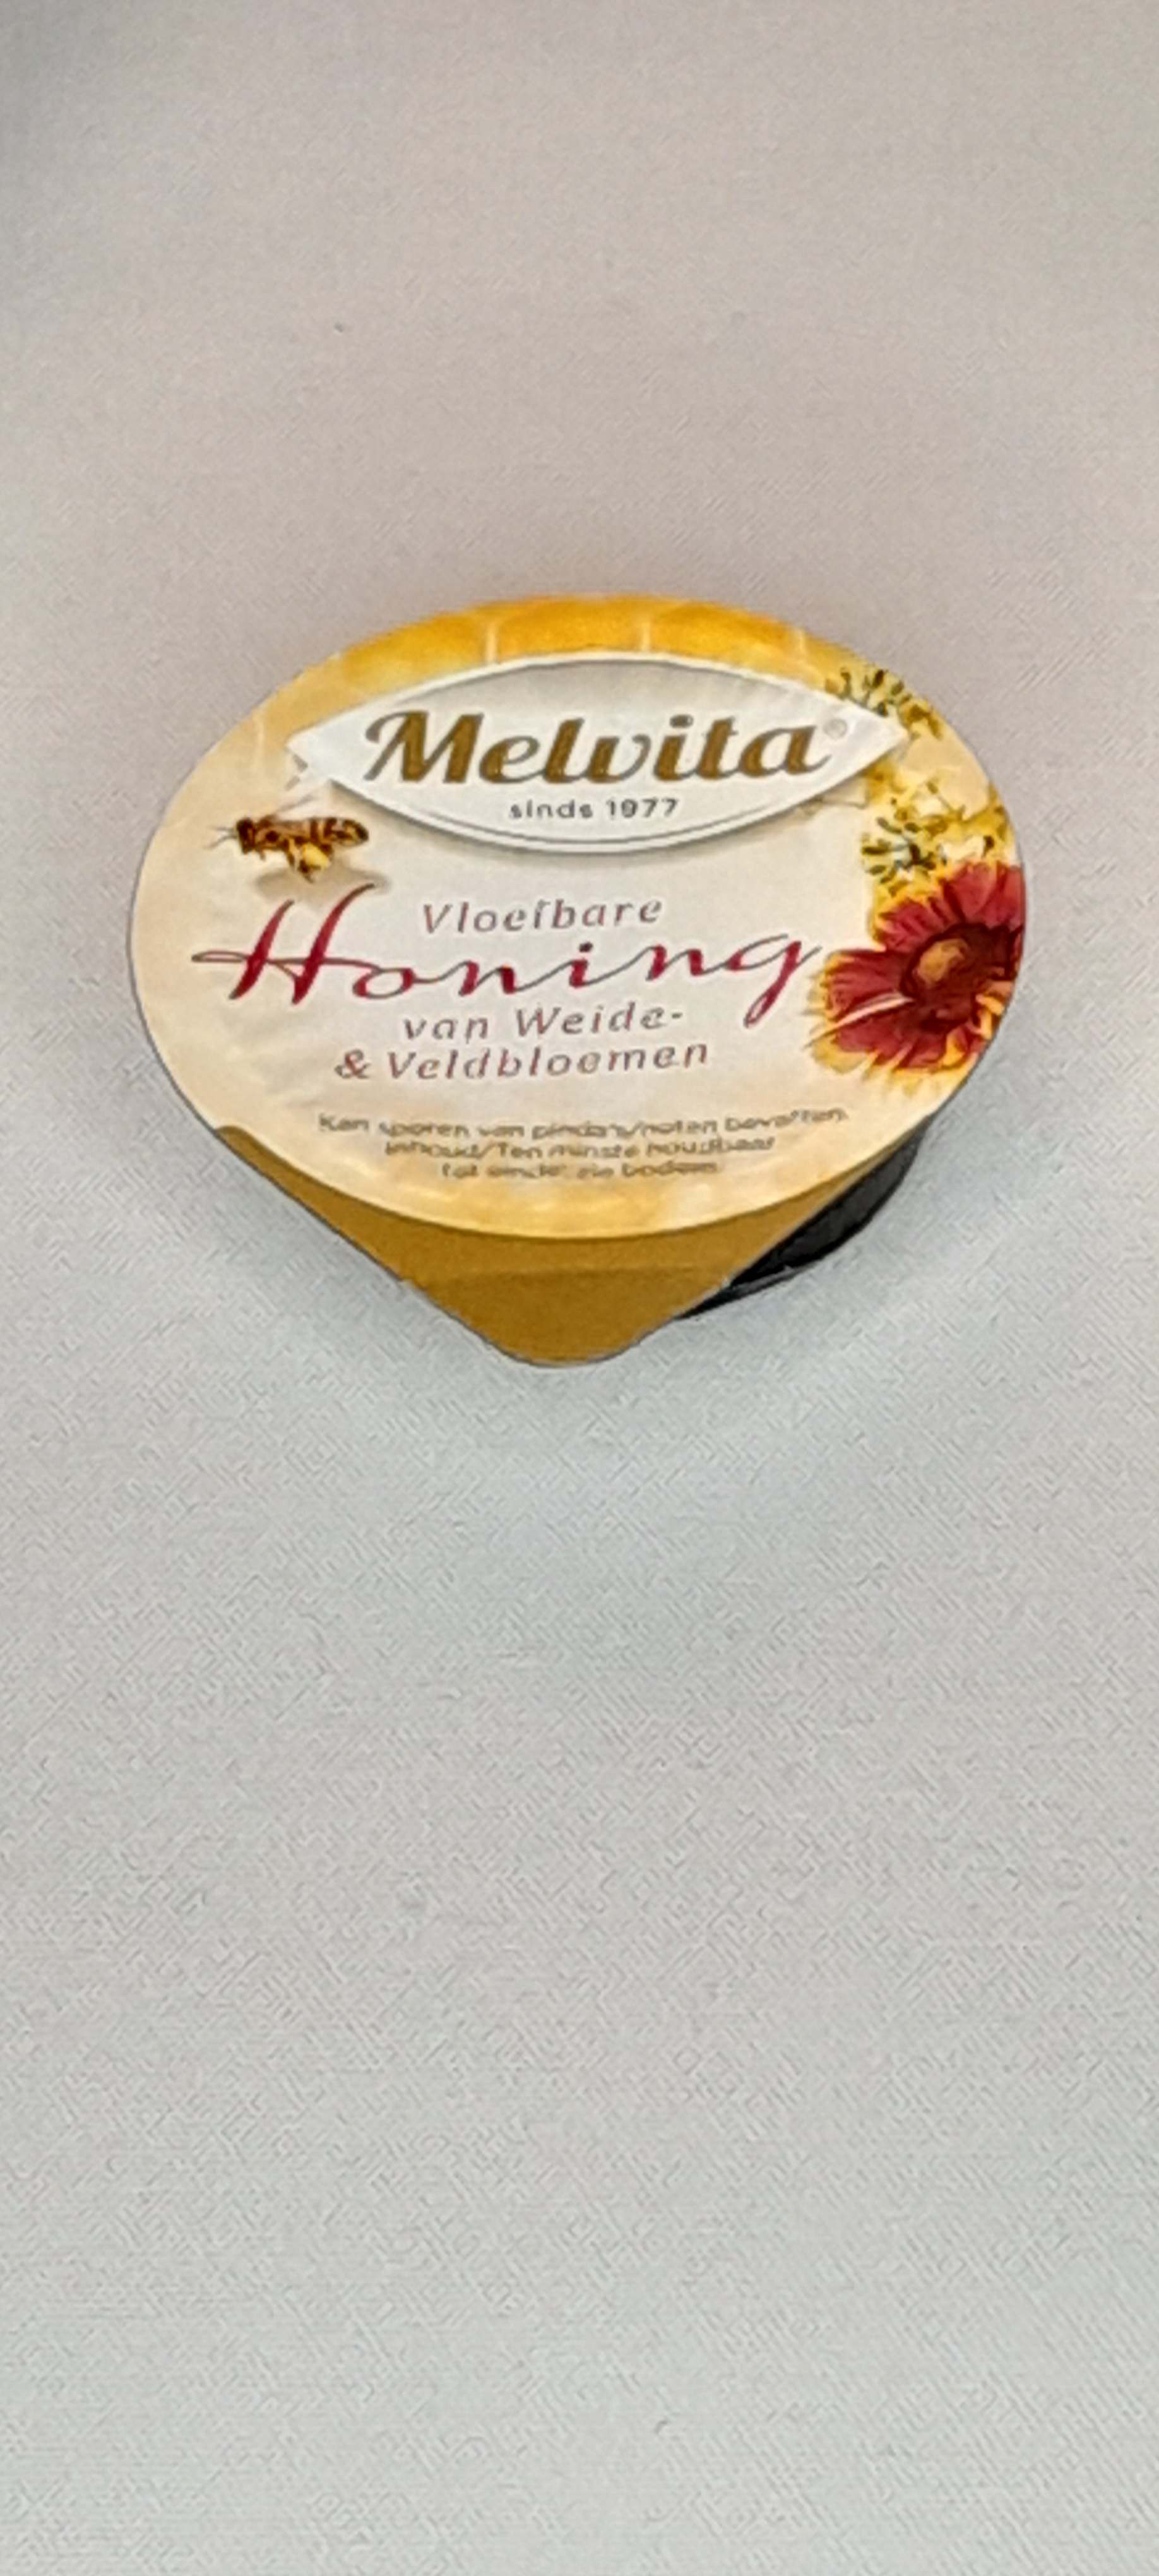 Melvita®
sinds 1977
Vloeibare
Honing
van Weide-
& Veldbloemen
Kan sporen van pinda's/noten bevatten.
Inhoud/Ten minste houdbaar
tot einde: zie bodem